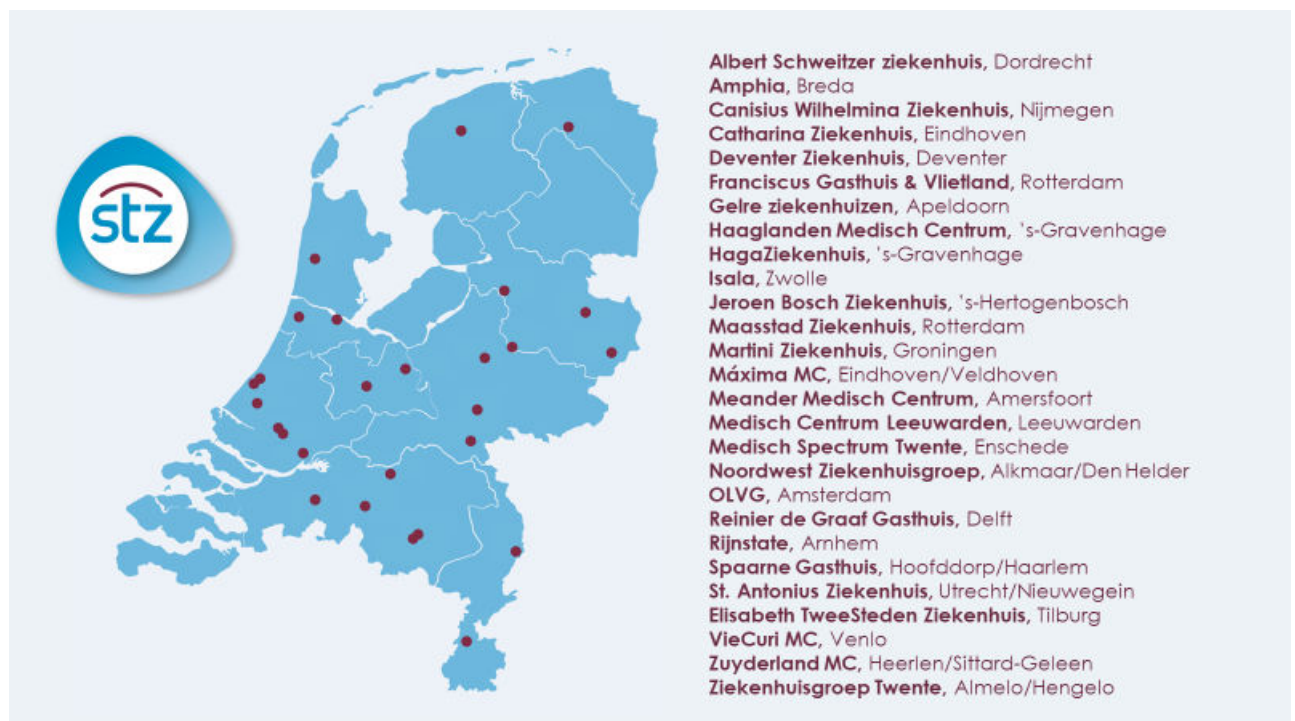 stz
Albert Schweitzer ziekenhuis, Dordrecht
Amphia, Breda
Canisius Wilhelmina Ziekenhuis, Nijmegen
Catharina Ziekenhuis, Eindhoven
Deventer Ziekenhuis, Deventer
Franciscus Gasthuis & Vlietland, Rotterdam
Gelre ziekenhuizen, Apeldoorn
Haaglanden Medisch Centrum, 's-Gravenhage
HagaZiekenhuis, 's-Gravenhage
Isala, Zwolle
Jeroen Bosch Ziekenhuis, 's-Hertogenbosch
Maasstad Ziekenhuis, Rotterdam
Martini Ziekenhuis, Groningen
Máxima MC, Eindhoven/Veldhoven
Meander Medisch Centrum, Amersfoort
Medisch Centrum Leeuwarden, Leeuwarden
Medisch Spectrum Twente, Enschede
Noordwest Ziekenhuisgroep, Alkmaar/Den Helder
OLVG, Amsterdam
Reinier de Graaf Gasthuis, Delft
Rijnstate, Arnhem
Spaarne Gasthuis, Hoofddorp/Haarlem
St. Antonius Ziekenhuis, Utrecht/Nieuwegein
Elisabeth TweeSteden Ziekenhuis, Tilburg
VieCuri MC, Venlo
Zuyderland MC, Heerlen/Sittard-Geleen
Ziekenhuisgroep Twente, Almelo/Hengelo